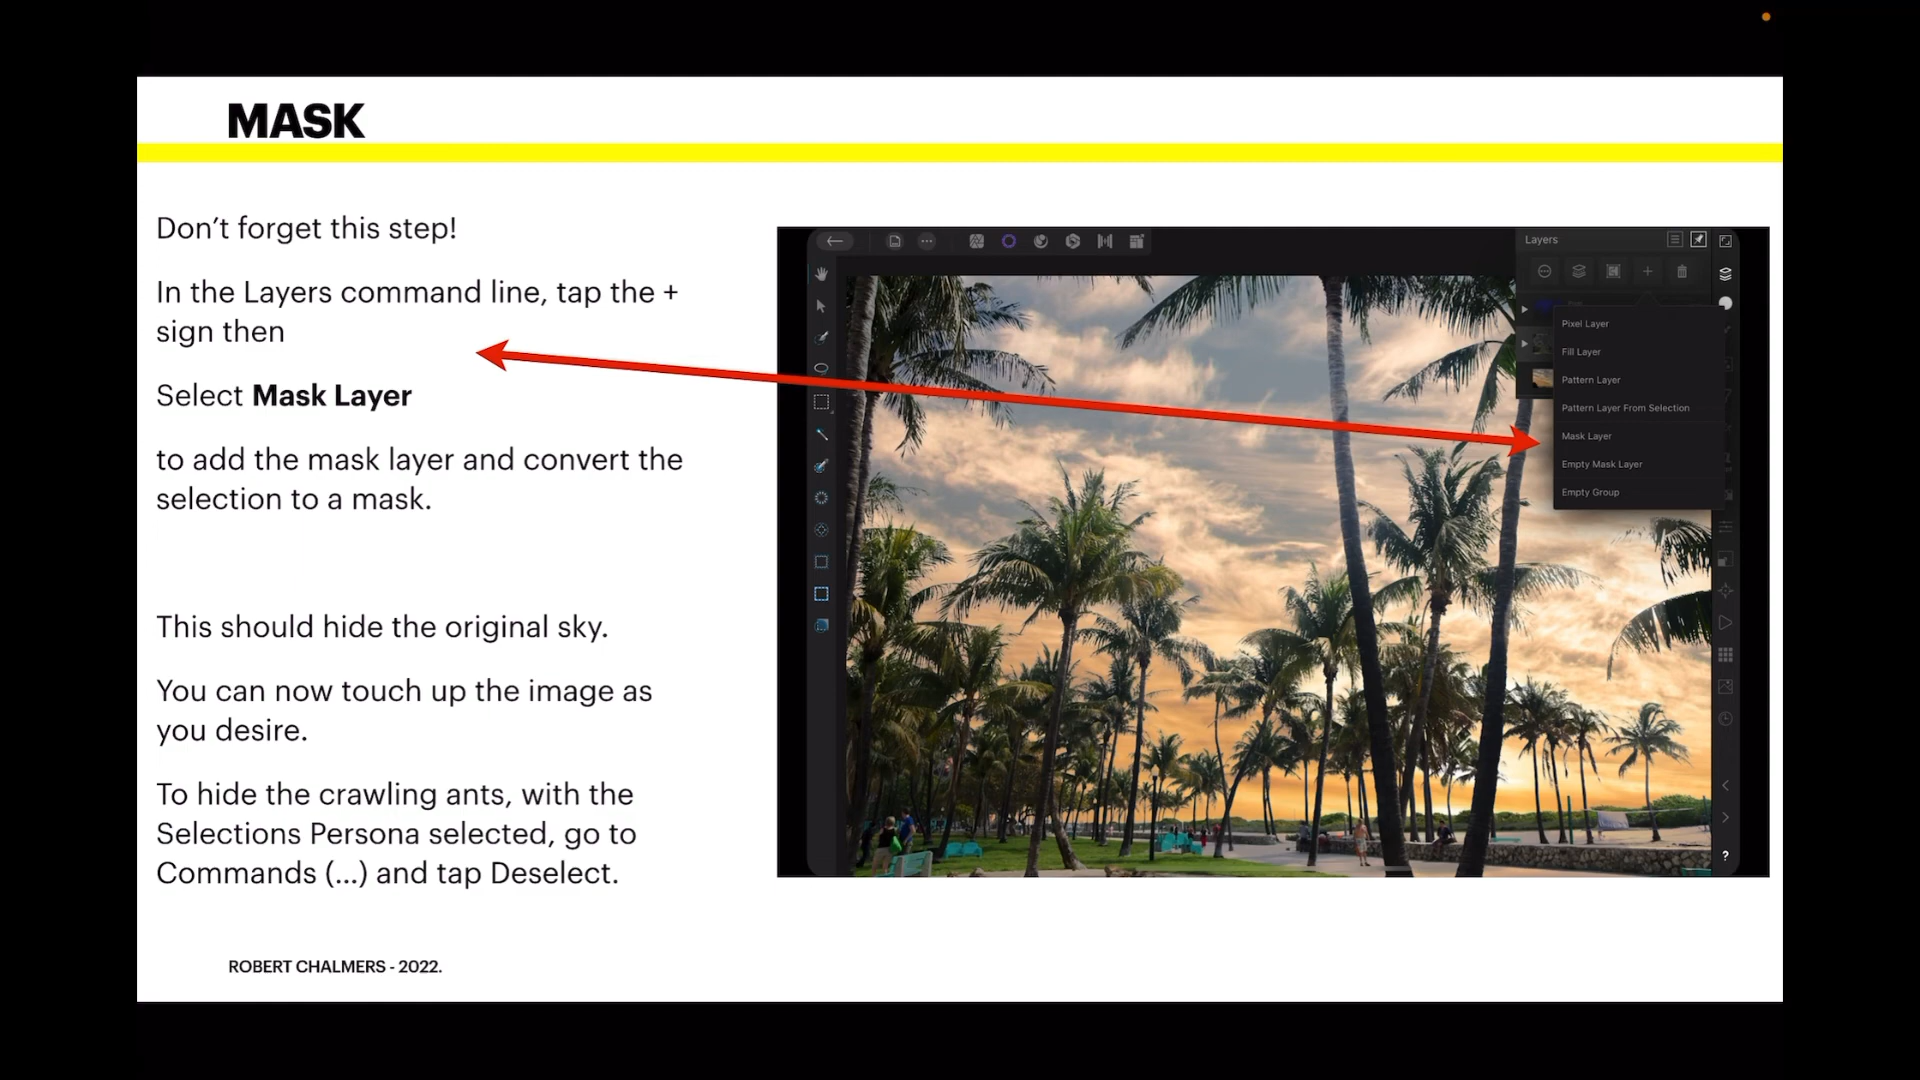 MASK
Don’t forget this step!
In the Layers command line, tap the +
sign then
Select Mask Layer
to add the mask layer and convert the
selection to a mask.
This should hide the original sky.
You can now touch up the image as
you desire.
To hide the crawling ants, with the
Selections Persona selected, go to
Commands (...) and tap Deselect.
Layers
Pixel Layer
Fill Layer
Pattern Layer
Pattern Layer From Selection
Mask Layer
Empty Mask Layer
Empty Group
?
ROBERT CHALMERS - 2022.